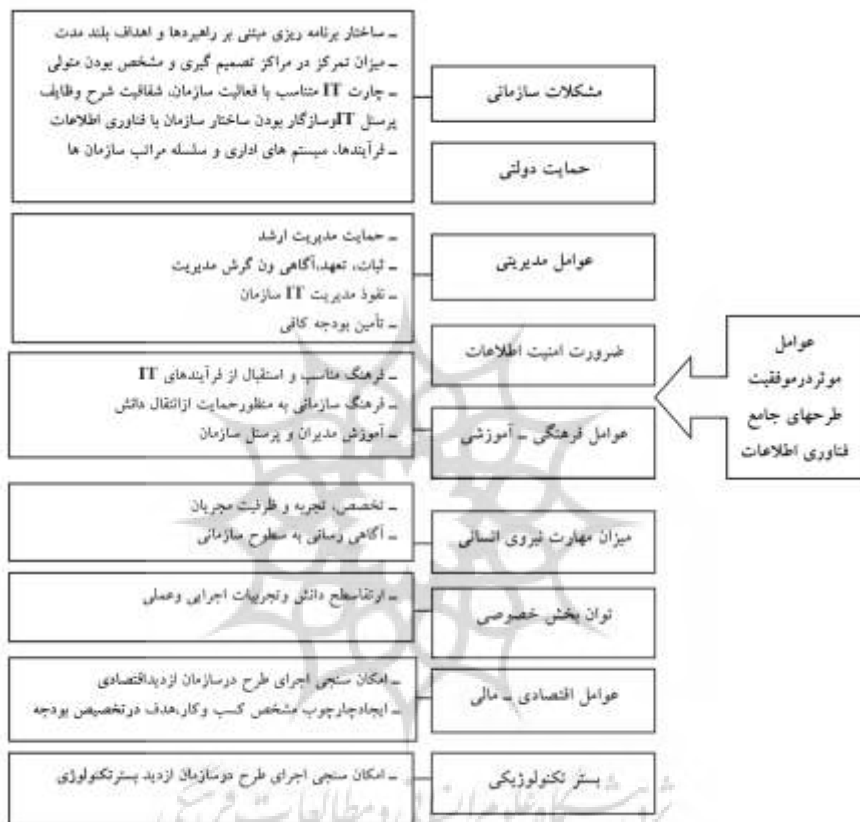 عوامل
موثردرموفقیت
طرحهای جامع
فناوری اطلاعات
مشکلات سازمانی
ـ ساختار برنامه ریزی مبتنی بر راهبردها و اهداف بلند مدت
ـ میزان تمرکز در مراکز تصمیم گیری و مشخص بودن متولی
ـ چارت IT متناسب با فعالیت سازمان، شفافیت شرح وظایف
پرسنل ITوسازگار بودن ساختار سازمان با فناوری اطلاعات
ـ فرآیندها، سیستم های اداری و سلسله مراتب سازمان ها
حمایت دولتی
عوامل مدیریتی
ـ حمایت مدیریت ارشد
ـ ثبات، تعهد،آگاهی ون گرش مدیریت
ـ نفوذ مدیریت IT سازمان
ـ تأمین بودجه کافی
ضرورت امنیت اطلاعات
عوامل فرهنگی ـ آموزشی
ـ فرهنگ مناسب و استقبال از فرآیندهای IT
ـ فرهنگ سازمانی به منظورحمایت ازانتقال دانش
ـ آموزش مدیران و پرسنل سازمان
میزان مهارت نیروی انسانی
ـ تخصص، تجربه و ظرفیت مجریان
ـ آگاهی رسانی به سطوح سازمانی
توان بخش خصوصی
ـ ارتقاسطح دانش وتجربیات اجرایی وعملی
عوامل اقتصادی ـ مالی
ـ امکان سنجی اجرای طرح درسازمان ازدیداقتصادی
ـ ایجادچارچوب مشخص کسب وکار،هدف درتخصیص بودجه
بستر تکنولوژیکی
ـ امکان سنجی اجرای طرح دوسازمان ازدید بسترتکنولوژی
پژوهشگاه علوم انسانی و مطالعات فرهنگی